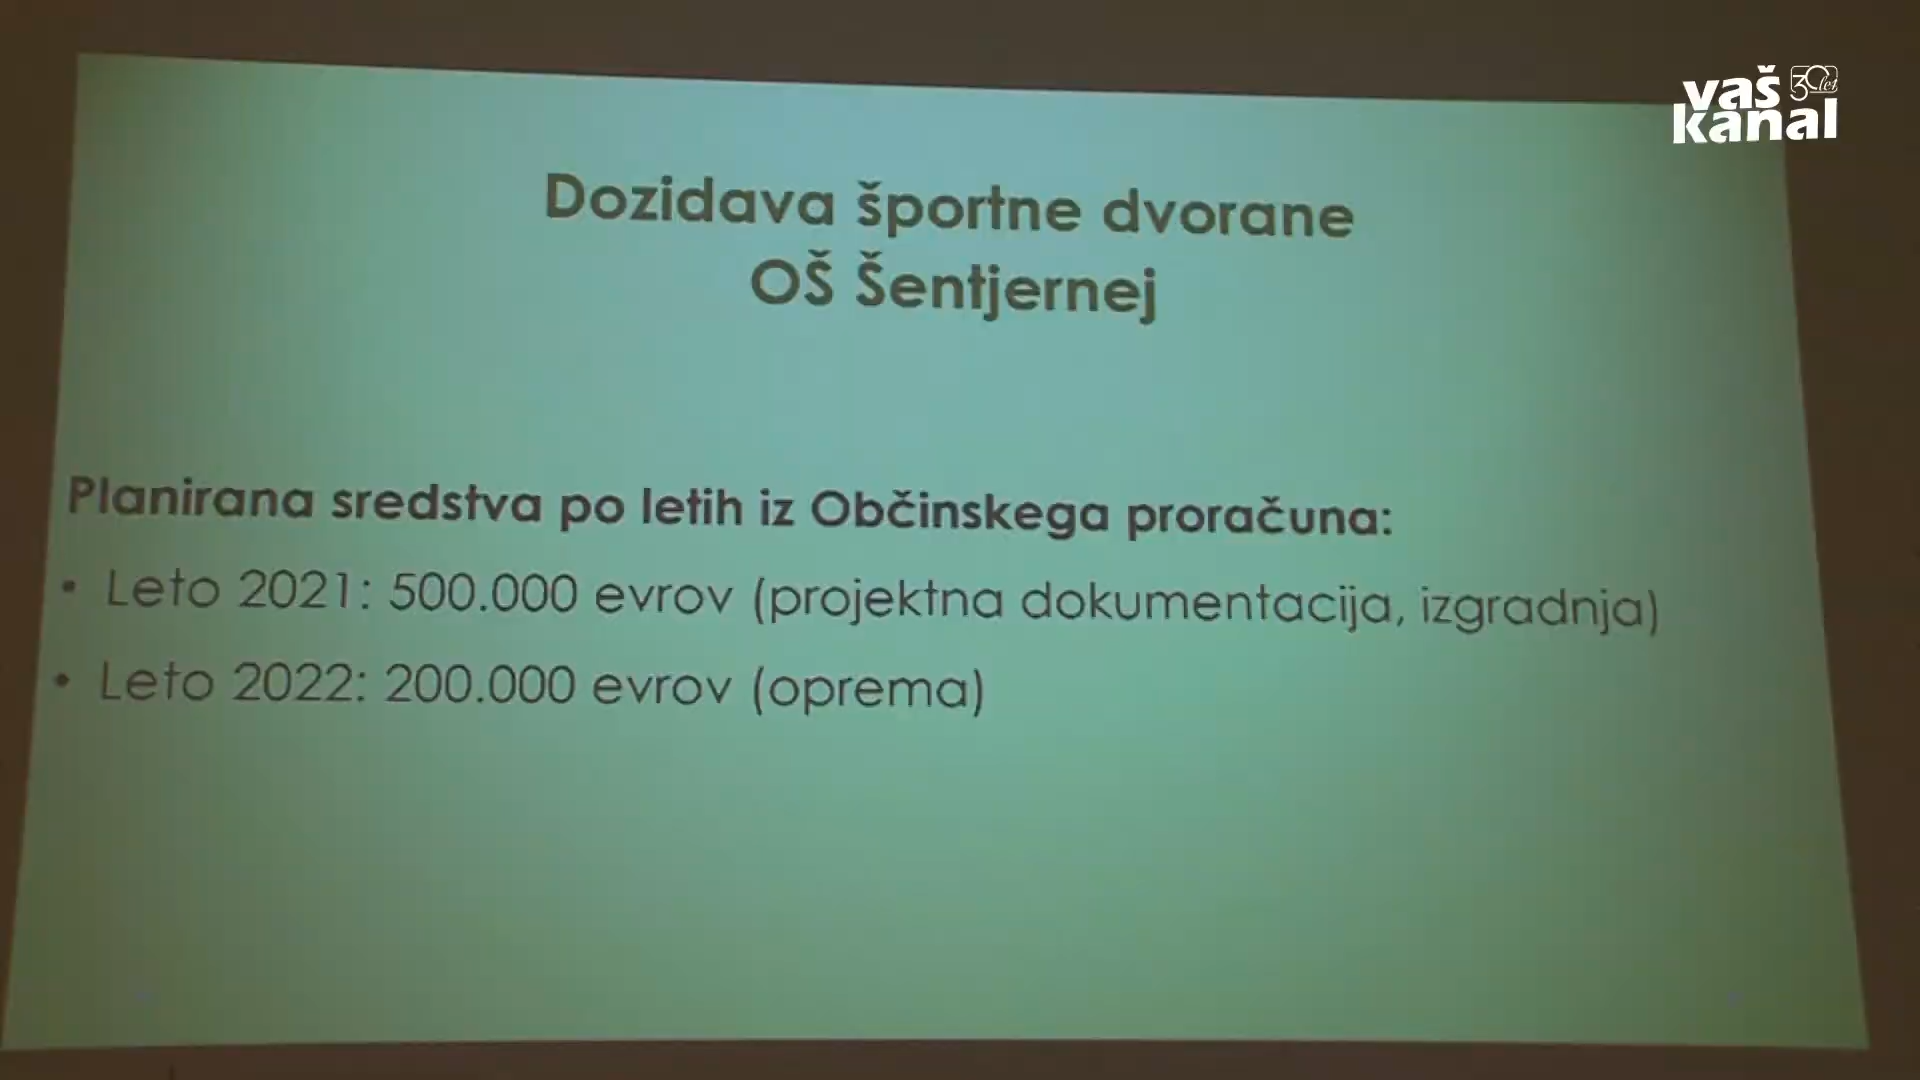 vaš 30 let
kanal
Dozidava športne dvorane
OŠ Šentjernej
Planirana sredstva po letih iz Občinskega proračuna:
• Leto 2021: 500.000 evrov (projektna dokumentacija, izgradnja)
• Leto 2022: 200.000 evrov (oprema)